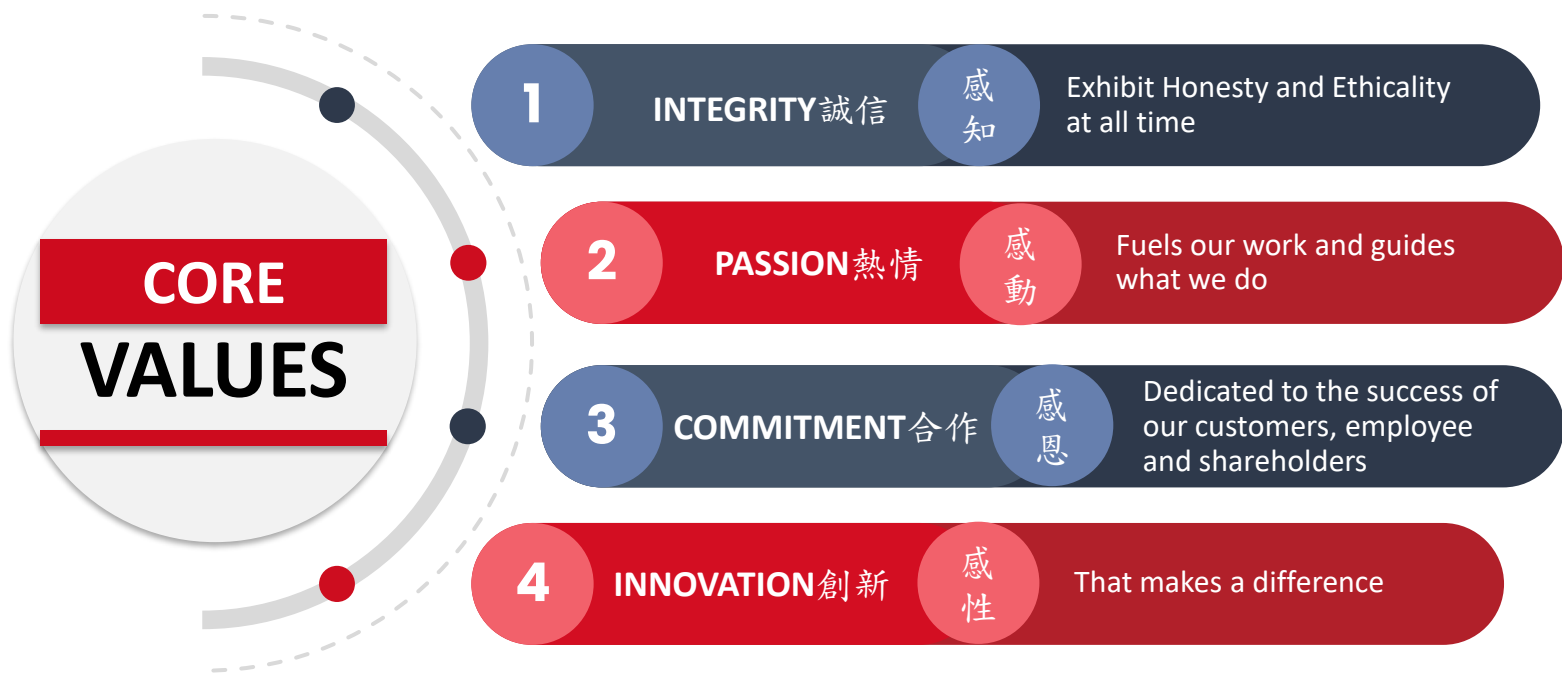 CORE
VALUES
1
INTEGRITY誠信
感
知
Exhibit Honesty and Ethicality
at all time
2
PASSION熱情
感
動
Fuels our work and guides
what we do
3
COMMITMENT合作
感
恩
Dedicated to the success of
our customers, employee
and shareholders
4
INNOVATION創新
感
性
That makes a difference